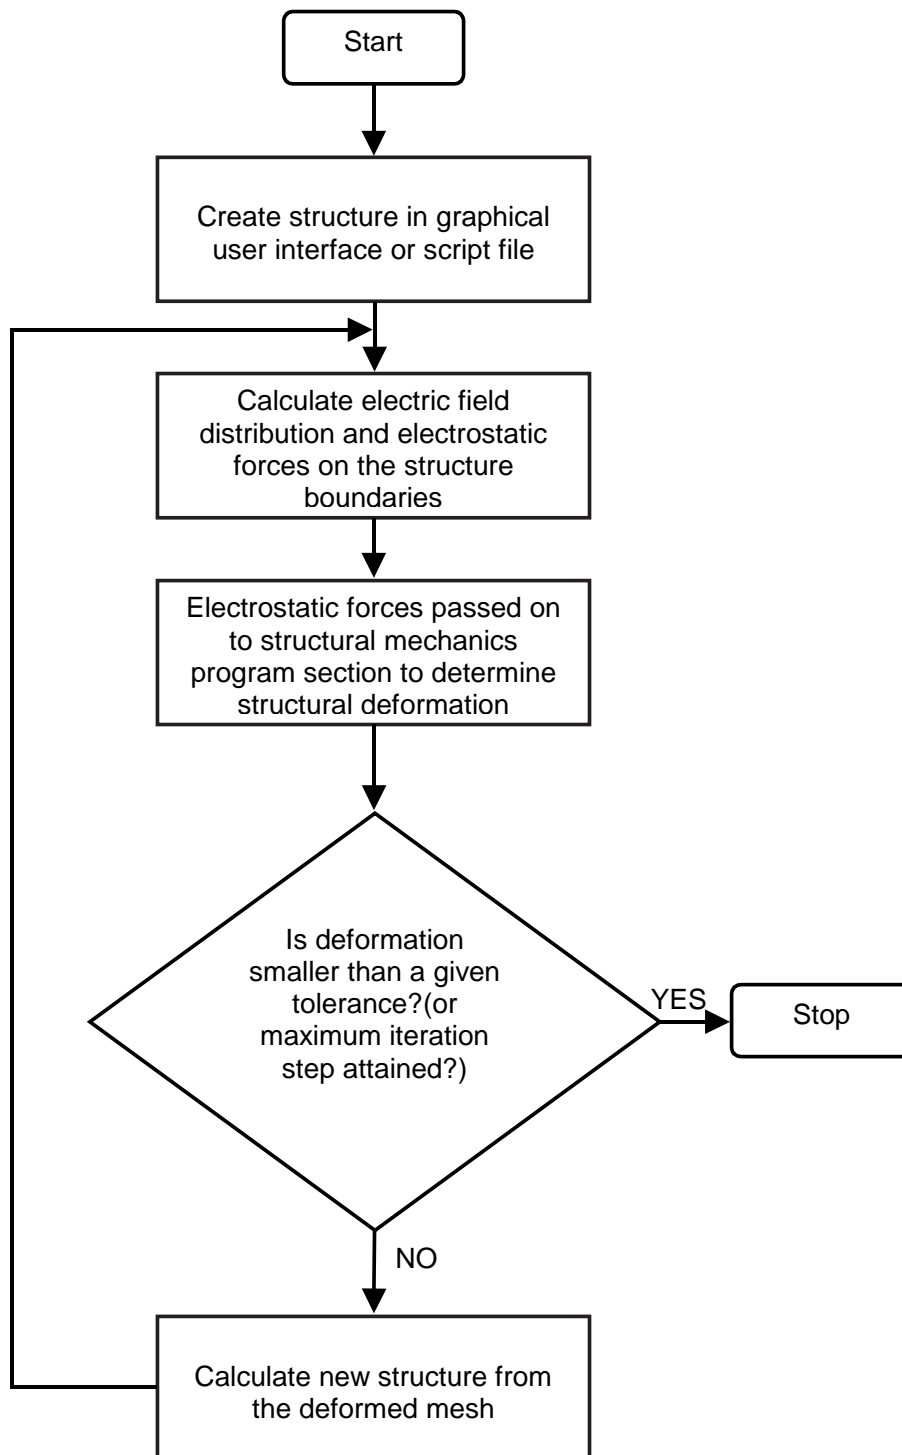 Start
Create structure in graphical
user interface or script file
Calculate electric field
distribution and electrostatic
forces on the structure
boundaries
Electrostatic forces passed on
to structural mechanics
program section to determine
structural deformation
Is deformation
smaller than a given
tolerance?(or
maximum iteration
step attained?)
YES
Stop
NO
Calculate new structure from
the deformed mesh